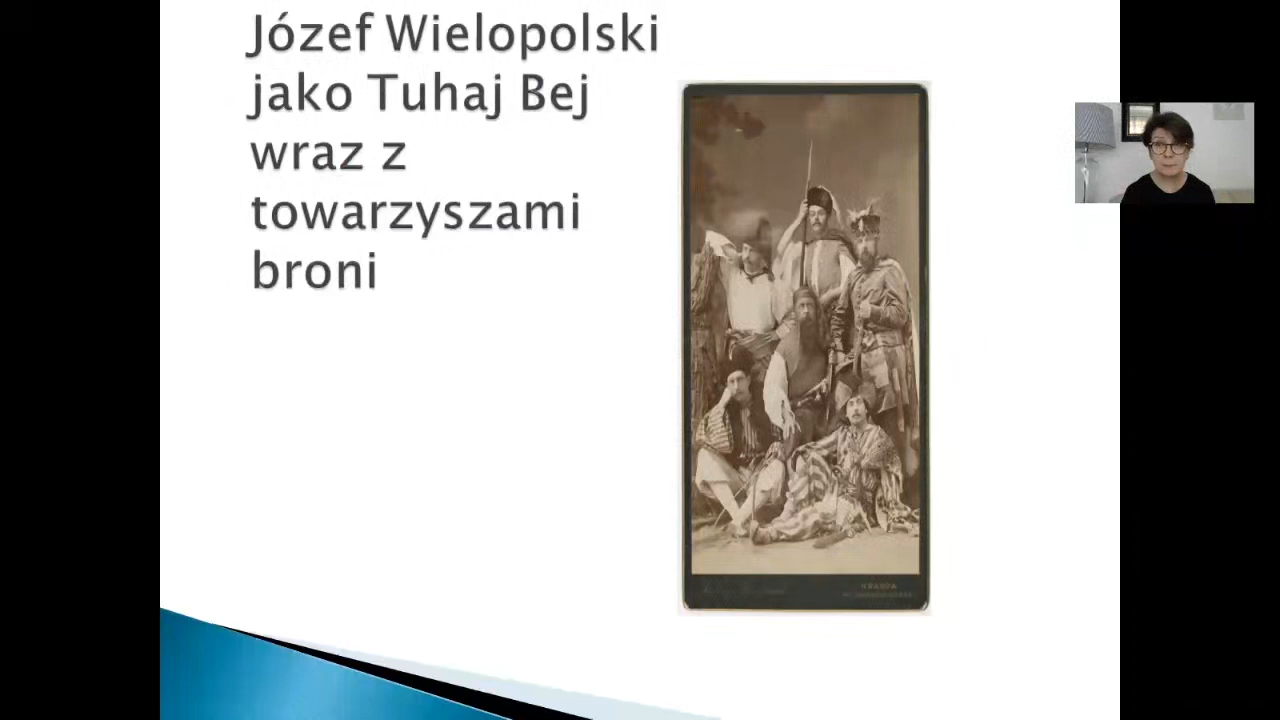 Józef Wielopolski
jako Tuhaj Bej
wraz z
towarzyszami
broni